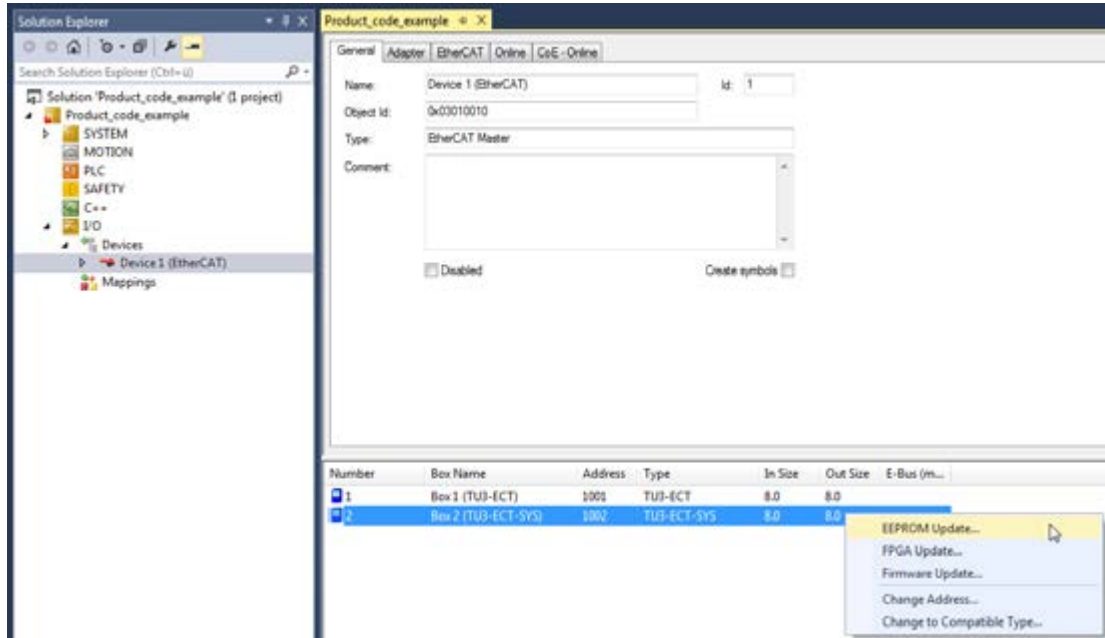 Solution Explorer
Search Solution Explorer (Ctrl+ü)
Solution 'Product_code_example' (1 project)
Product_code_example
SYSTEM
MOTION
PLC
SAFETY
C++
I/O
Devices
Device 1 (EtherCAT)
Mappings
Product_code_example
General Adapter EtherCAT Online CoE - Online
Name: Device 1 (EtherCAT) Id: 1
Object Id: 0x03010010
Type: EtherCAT Master
Comment:
Disabled Create symbols
Number Box Name Address Type In Size Out Size E-Bus (m...
1 Box 1 (TU3-ECT) 1001 TU3-ECT 8.0 8.0
2 Box 2 (TU3-ECT-SYS) 1002 TU3-ECT-SYS 8.0 8.0
EEPROM Update...
FPGA Update...
Firmware Update...
Change Address...
Change to Compatible Type...